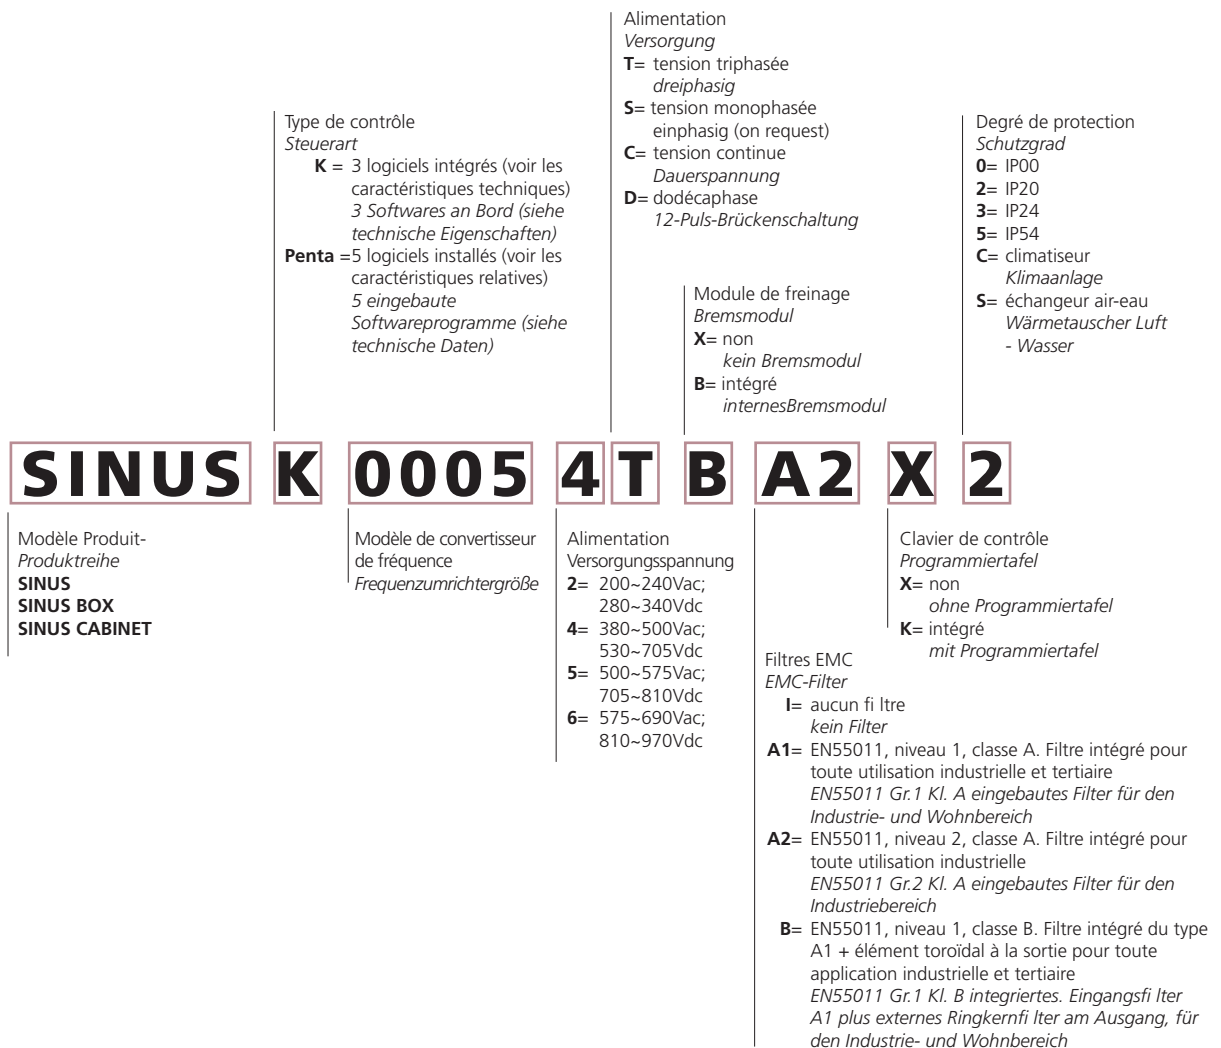 Alimentation
Versorgung
T= tension triphasée
dreiphasig
S= tension monophasée
einphasig (on request)
C= tension continue
Dauerspannung
D= dodécaphase
12-Puls-Brückenschaltung
Type de contrôle
Steuerart
K = 3 logiciels intégrés (voir les
caractéristiques techniques)
3 Softwares an Bord (siehe
technische Eigenschaften)
Penta =5 logiciels installés (voir les
caractéristiques relatives)
5 eingebaute
Softwareprogramme (siehe
technische Daten)
Degré de protection
Schutzgrad
0= IP00
2= IP20
3= IP24
5= IP54
C= climatiseur
Klimaanlage
S= échangeur air-eau
Wärmetauscher Luft
- Wasser
Module de freinage
Bremsmodul
X= non
kein Bremsmodul
B= intégré
internesBremsmodul
SINUS K 0005 4 T B A2 X 2
Modèle Produit-
Produktreihe
SINUS
SINUS BOX
SINUS CABINET
Modèle de convertisseur
de fréquence
Frequenzumrichtergröße
Alimentation
Versorgungsspannung
2= 200~240Vac;
280~340Vdc
4= 380~500Vac;
530~705Vdc
5= 500~575Vac;
705~810Vdc
6= 575~690Vac;
810~970Vdc
Clavier de contrôle
Programmiertafel
X= non
ohne Programmiertafel
K= intégré
mit Programmiertafel
Filtres EMC
EMC-Filter
I= aucun fi ltre
kein Filter
A1= EN55011, niveau 1, classe A. Filtre intégré pour
toute utilisation industrielle et tertiaire
EN55011 Gr.1 Kl. A eingebautes Filter für den
Industrie- und Wohnbereich
A2= EN55011, niveau 2, classe A. Filtre intégré pour
toute utilisation industrielle
EN55011 Gr.2 Kl. A eingebautes Filter für den
Industriebereich
B= EN55011, niveau 1, classe B. Filtre intégré du type
A1 + élément toroïdal à la sortie pour toute
application industrielle et tertiaire
EN55011 Gr.1 Kl. B integriertes. Eingangsfi lter
A1 plus externes Ringkernfi lter am Ausgang, für
den Industrie- und Wohnbereich